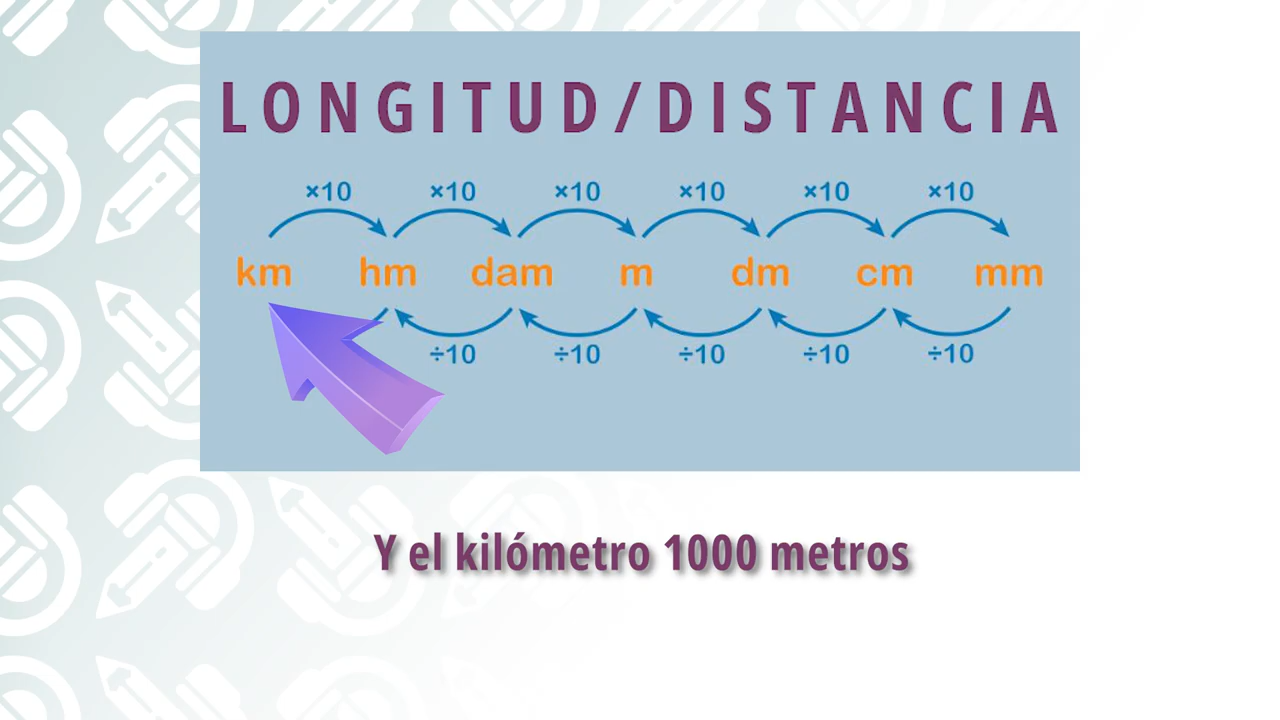 LONGITUD/DISTANCIA
×10 ×10 ×10 ×10 ×10 ×10
km hm dam m dm cm mm
÷10 ÷10 ÷10 ÷10 ÷10
Y el kilómetro 1000 metros